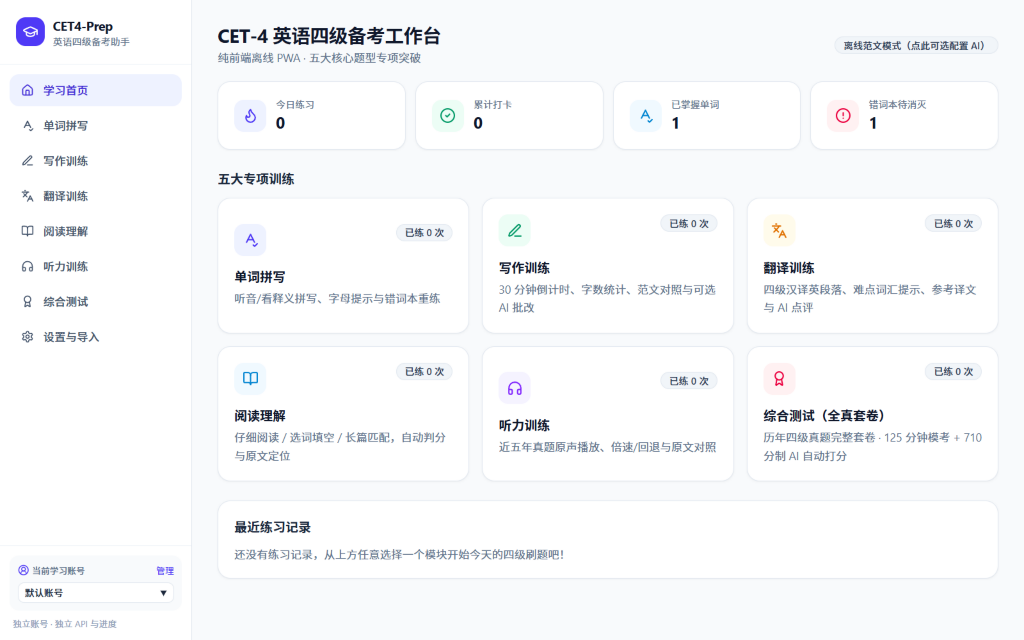 CET4-Prep
英语四级备考助手
学习首页
单词拼写
写作训练
翻译训练
阅读理解
听力训练
综合测试
设置与导入
当前学习账号
管理
默认账号
独立账号 · 独立 API 与进度
CET-4 英语四级备考工作台
纯前端离线 PWA · 五大核心题型专项突破
离线范文模式（点此可选配置 AI）
今日练习
0
累计打卡
0
已掌握单词
1
错词本待消灭
1
五大专项训练
已练 0 次
单词拼写
听音/看释义拼写、字母提示与错词本重练
已练 0 次
写作训练
30 分钟倒计时、字数统计、范文对照与可选
AI 批改
已练 0 次
翻译训练
四级汉译英段落、难点词汇提示、参考译文
与 AI 点评
已练 0 次
阅读理解
仔细阅读 / 选词填空 / 长篇匹配，自动判分
与原文定位
已练 0 次
听力训练
近五年真题原声播放、倍速/回退与原文对照
已练 0 次
综合测试（全真套卷）
历年四级真题完整套卷 · 125 分钟模考 + 710
分制 AI 自动打分
最近练习记录
还没有练习记录，从上方任意选择一个模块开始今天的四级刷题吧！